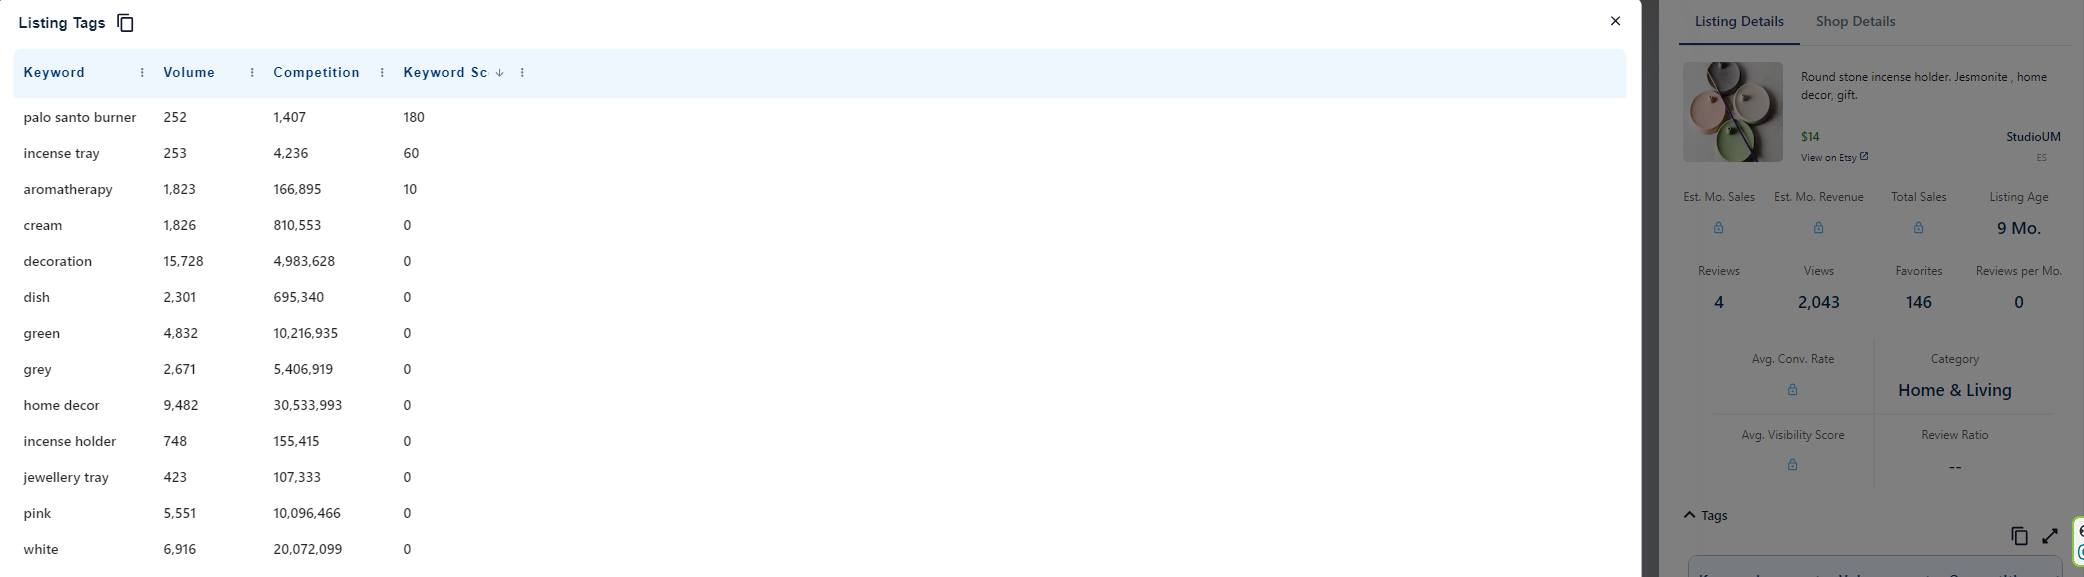 Listing Tags
Keyword Volume Competition Keyword Sc
palo santo burner 252 1,407 180
incense tray 253 4,236 60
aromatherapy 1,823 166,895 10
cream 1,826 810,553 0
decoration 15,728 4,983,628 0
dish 2,301 695,340 0
green 4,832 10,216,935 0
grey 2,671 5,406,919 0
home decor 9,482 30,533,993 0
incense holder 748 155,415 0
jewellery tray 423 107,333 0
pink 5,551 10,096,466 0
white 6,916 20,072,099 0
Listing Details Shop Details
Round stone incense holder. Jesmonite , home
decor, gift.
$14 StudioUM
View on Etsy ES
Est. Mo. Sales Est. Mo. Revenue Total Sales Listing Age
9 Mo.
Reviews Views Favorites Reviews per Mo.
4 2,043 146 0
Avg. Conv. Rate Category
Home & Living
Avg. Visibility Score Review Ratio
--
Tags